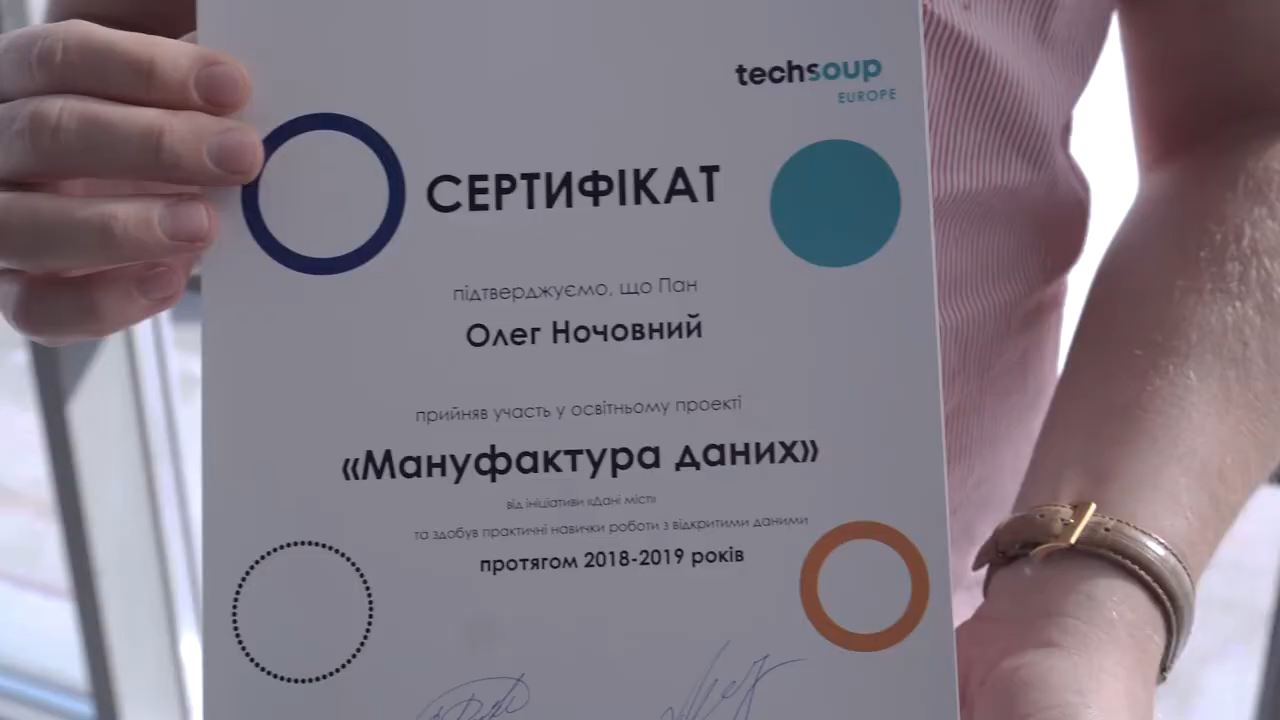 techsoup
EUROPE
СЕРТИФІКАТ
підтверджуємо, що Пан
Олег Ночовний
прийняв участь у освітньому проекті
«Мануфактура даних»
від ініціативи «Дані міст»
та здобув практичні навички роботи з відкритими даними
протягом 2018-2019 років